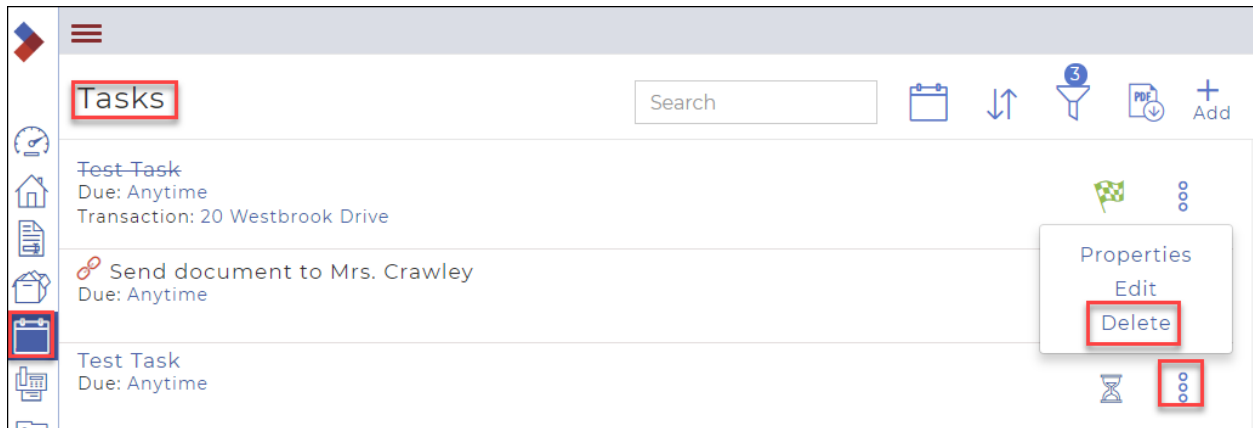 Tasks
Search
3
PDF
Add
Test Task
Due: Anytime
Transaction: 20 Westbrook Drive
Properties
Edit
Delete
Send document to Mrs. Crawley
Due: Anytime
Test Task
Due: Anytime